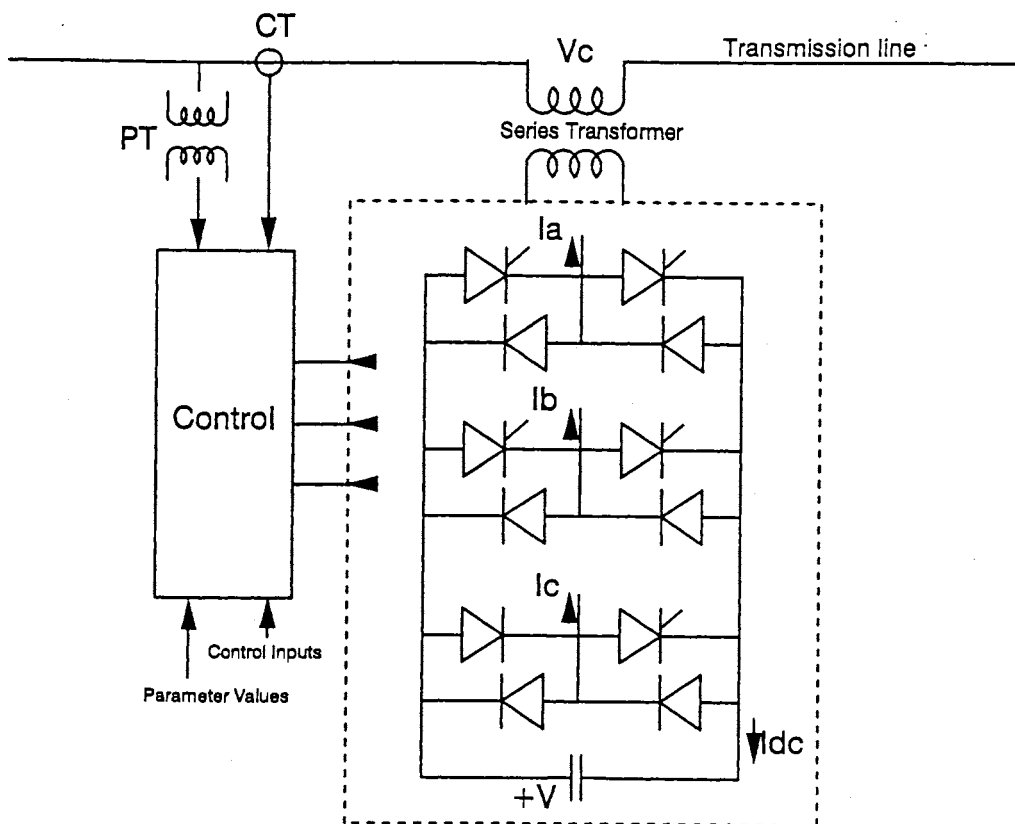 CT
Vc
Transmission line
PT
Series Transformer
Ia
Control
Ib
Ic
Control Inputs
Parameter Values
Idc
+V